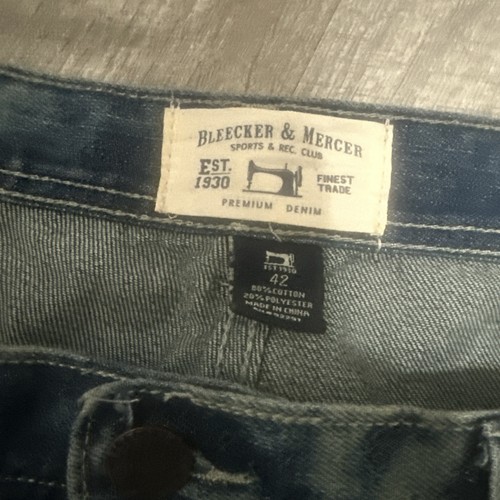 BLEECKER & MERCER
SPORTS & REC. CLUB
EST.
1930
FINEST
TRADE
PREMIUM DENIM
EST 1930
42
80% COTTON
20% POLYESTER
MADE IN CHINA